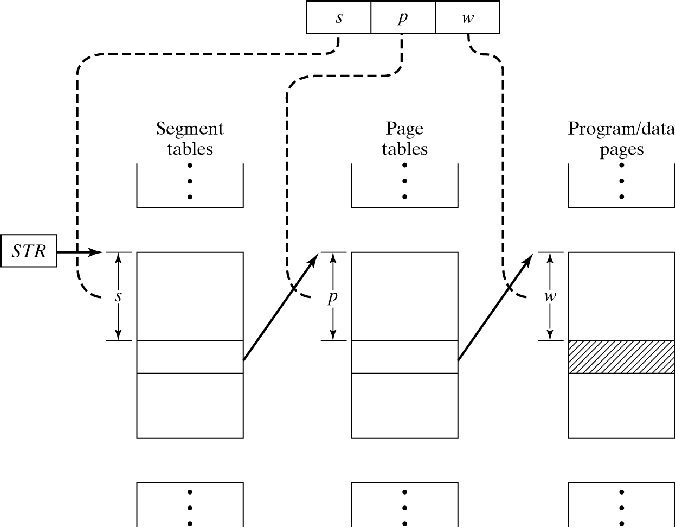 s p w
Segment
tables
Page
tables
Program/data
pages
STR
s
p
w